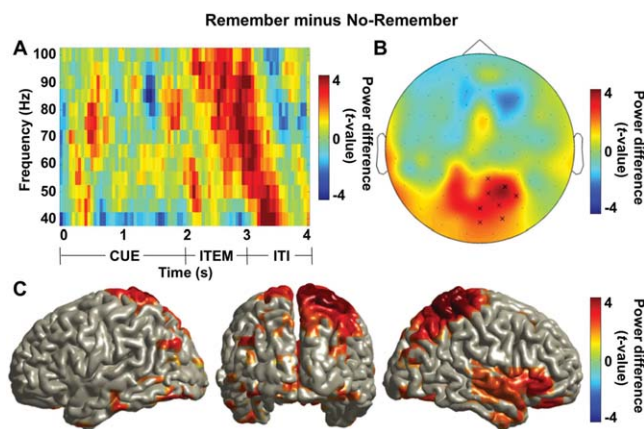 Remember minus No-Remember
A
100
90
80
70
60
50
40
Frequency (Hz)
0 1 2 3 4
CUE ITEM ITI
Time (s)
4
0
-4
Power difference
(t-value)
B
4
0
-4
Power difference
(t-value)
C
4
0
-4
Power difference
(t-value)